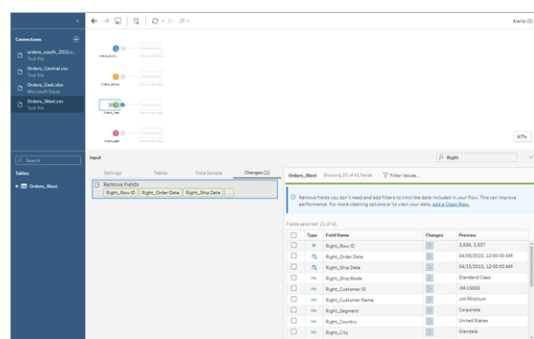 Alerts (0)
Connections
orders_south_2015.c...
Text file
Orders_Central.csv
Text file
Orders_East.xlsx
Microsoft Excel
Orders_West.csv
Text file
67%
Search
Tables
Orders_West
Input
Right
Settings
Tables
Data Sample
Changes (1)
Remove Fields
Right_Row ID
Right_Order Date
Right_Ship Date
...
Orders_West
Showing 20 of 41 fields
Filter Values...
Remove fields you don't need and add filters to limit the data included in your flow. This can improve
performance. For more cleaning options or to view your data, add a Clean Step.
Fields selected: 21 of 41
Type
Field Name
Changes
Preview
Right_Row ID
3,836, 3,837
Right_Order Date
04/08/2015, 12:00:00 AM
Right_Ship Date
04/15/2015, 12:00:00 AM
Right_Ship Mode
Standard Class
Right_Customer ID
JM-15655
Right_Customer Name
Jim Mitchum
Right_Segment
Corporate
Right_Country
United States
Right_City
Glendale